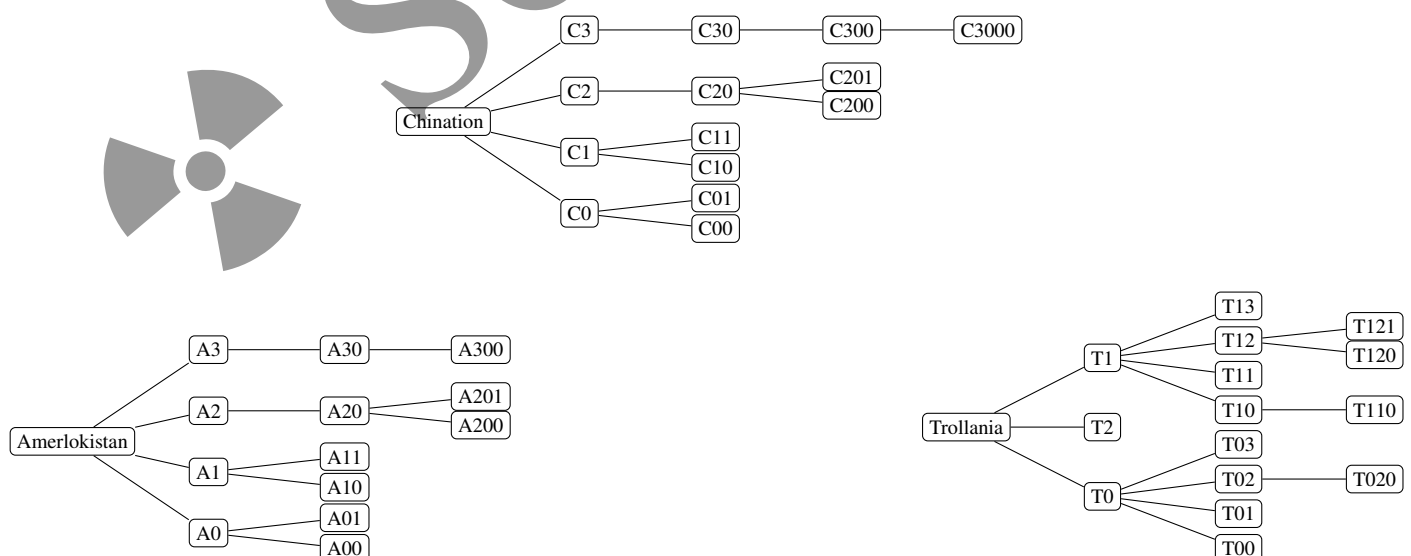 C3 C30 C300 C3000
C201
C2 C20
C200
Chination
C11
C1
C10
C01
C0
C00
T13
T121
T12
A3 A30 A300
T120
T1
T11
A201
A2 A20
T10 T110
A200
Trollania T2
Amerlokistan
T03
A11
A1
T02 T020
A10
T0
T01
A01
A0
A00
T00